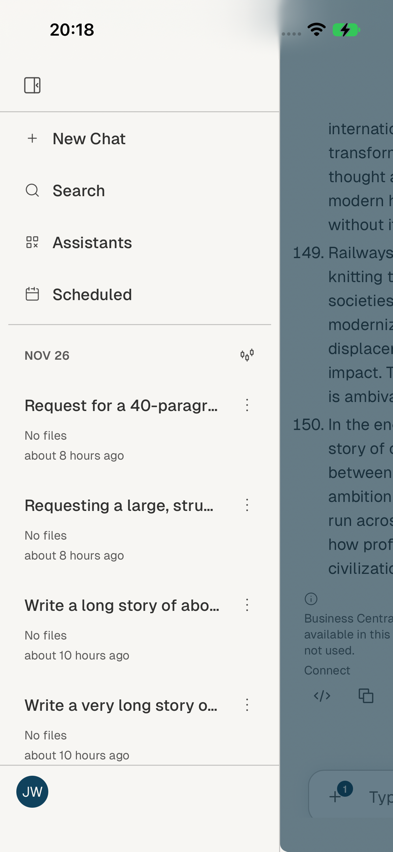 20:18
New Chat
Search
Assistants
Scheduled
NOV 26
Request for a 40-paragr...
No files
about 8 hours ago
Requesting a large, stru...
No files
about 8 hours ago
Write a long story of abo...
No files
about 10 hours ago
Write a very long story o...
No files
about 10 hours ago
JW
internatio
transform
thought a
modern h
without i
149. Railways
knitting t
societies
moderniz
displacer
impact. T
is ambiva
150. In the en
story of c
between
ambition
run acros
how prof
civilizatio
Business Centra
available in this
not used.
Connect
1
Typ